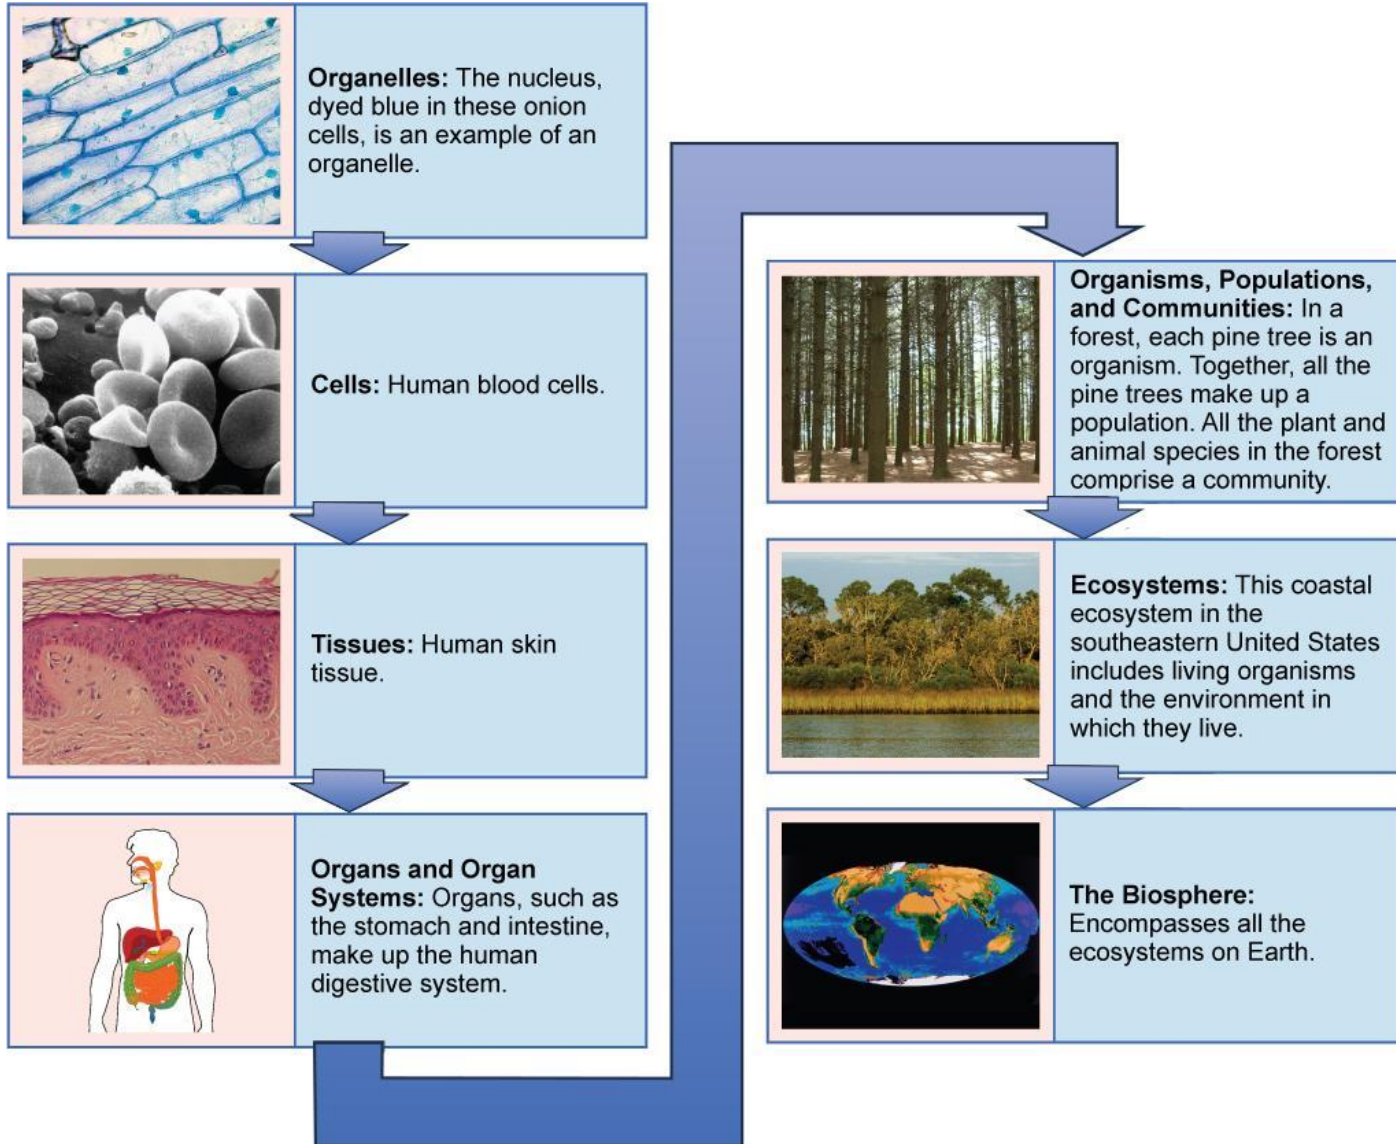 Organelles: The nucleus,
dyed blue in these onion
cells, is an example of an
organelle.
Cells: Human blood cells.
Tissues: Human skin
tissue.
Organs and Organ
Systems: Organs, such as
the stomach and intestine,
make up the human
digestive system.
Organisms, Populations,
and Communities: In a
forest, each pine tree is an
organism. Together, all the
pine trees make up a
population. All the plant and
animal species in the forest
comprise a community.
Ecosystems: This coastal
ecosystem in the
southeastern United States
includes living organisms
and the environment in
which they live.
The Biosphere:
Encompasses all the
ecosystems on Earth.